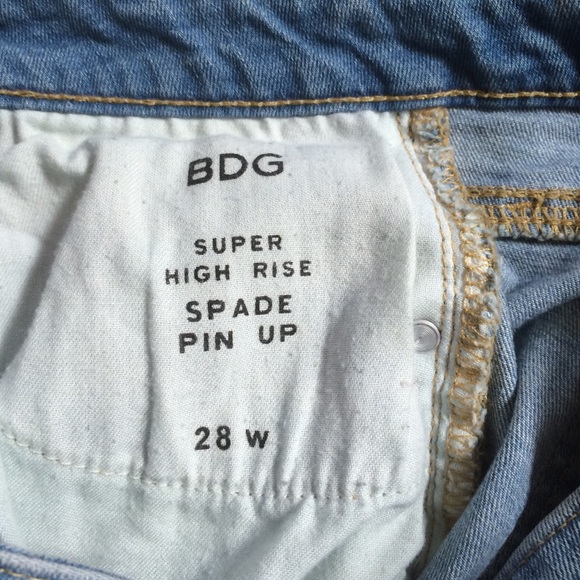 BDG
SUPER
HIGH RISE
SPADE
PIN UP
28 W